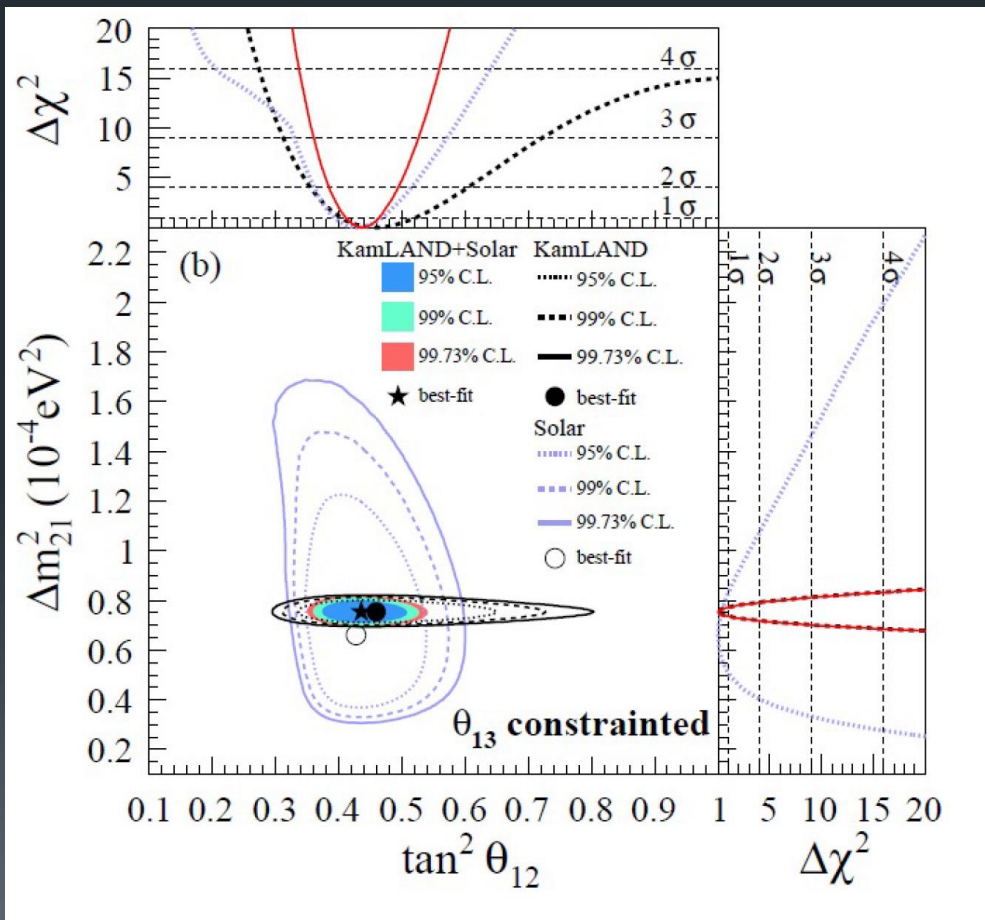 20
15
10
5
Δχ²
4 σ
3 σ
2 σ
1 σ
(b)
KamLAND+Solar
95% C.L.
99% C.L.
99.73% C.L.
★ best-fit
KamLAND
95% C.L.
99% C.L.
99.73% C.L.
● best-fit
Solar
95% C.L.
99% C.L.
99.73% C.L.
○ best-fit
θ₁₃ constrainted
2.2
2
1.8
1.6
1.4
1.2
1
0.8
0.6
0.4
0.2
Δm²₂₁ (10⁻⁴eV²)
1σ
2σ
3σ
4σ
0.1 0.2 0.3 0.4 0.5 0.6 0.7 0.8 0.9 1
5 10 15 20
tan² θ₁₂
Δχ²